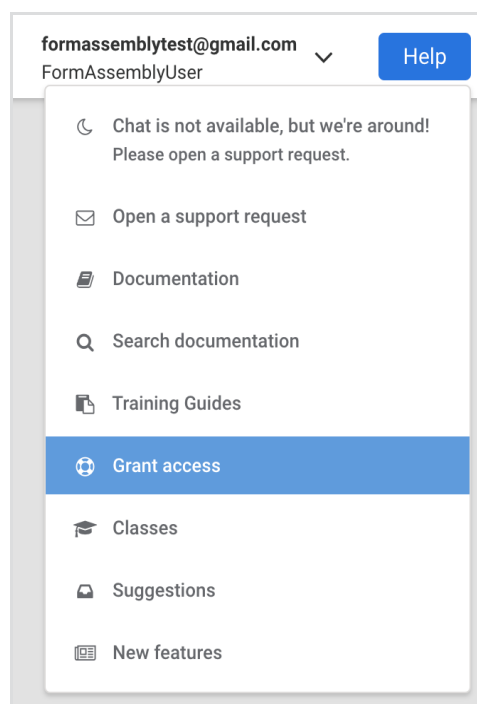 formassemblytest@gmail.com
FormAssemblyUser
Help
Chat is not available, but we're around!
Please open a support request.
Open a support request
Documentation
Search documentation
Training Guides
Grant access
Classes
Suggestions
New features